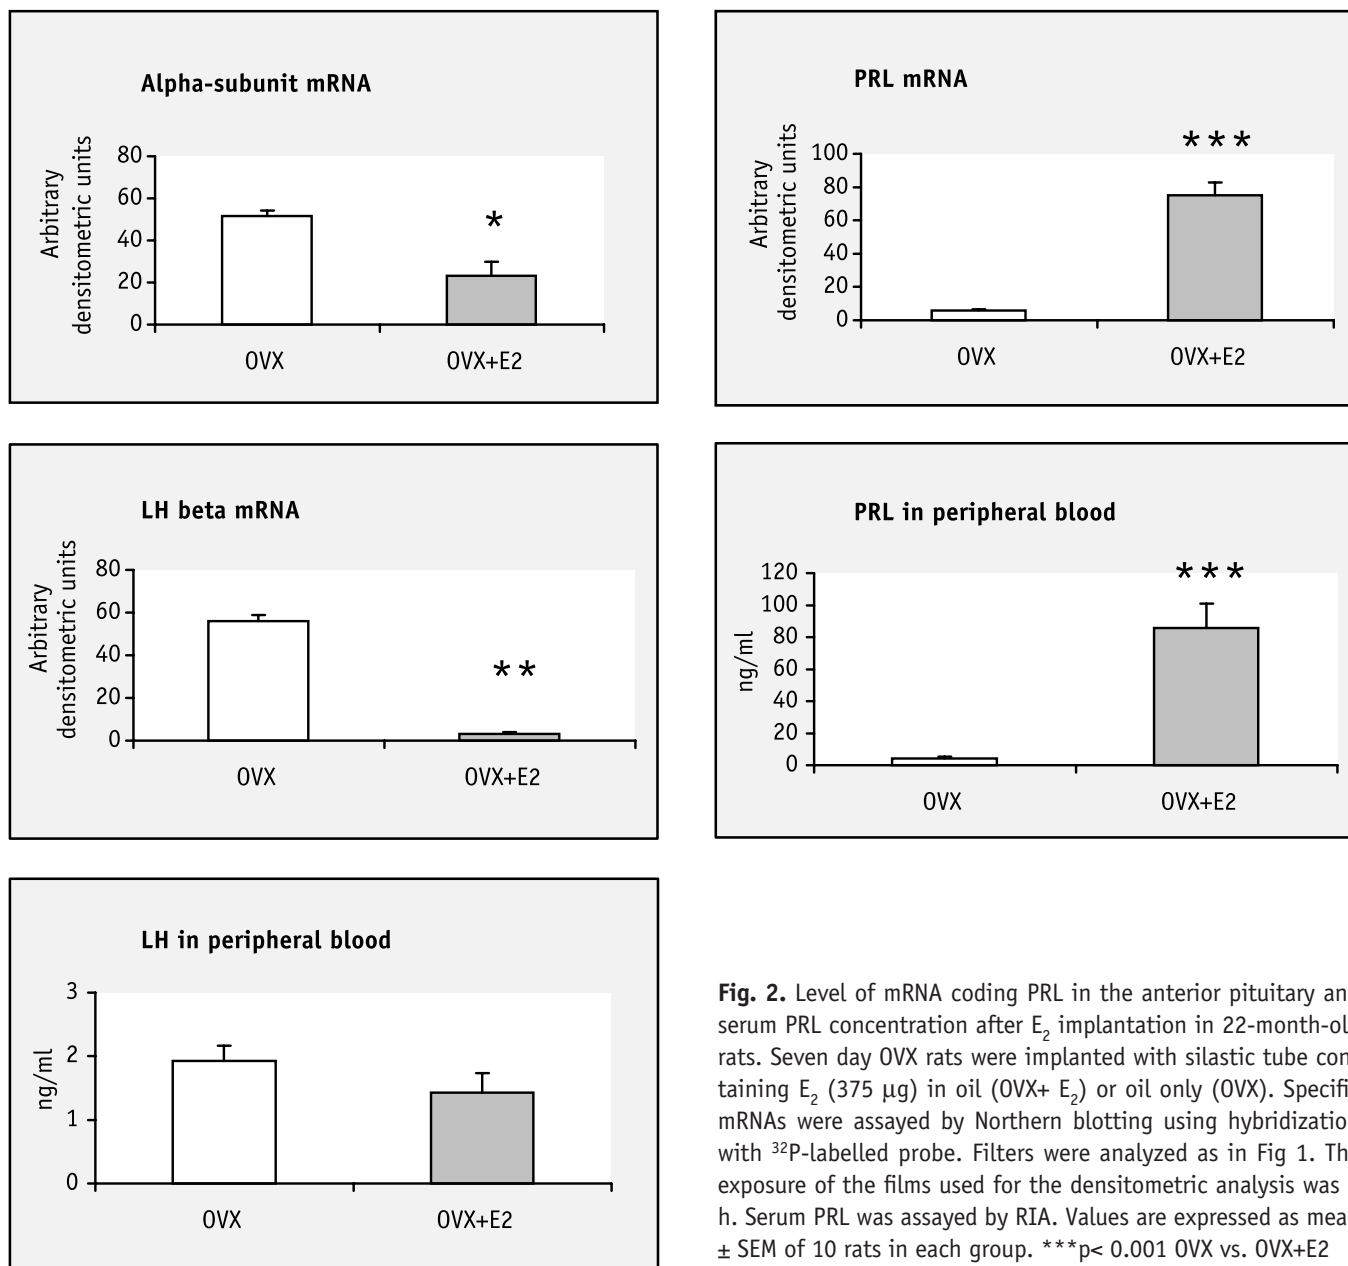 Alpha-subunit mRNA
Arbitrary
densitometric units
80
60
40
20
0
*
OVX
OVX+E2
LH beta mRNA
Arbitrary
densitometric units
80
60
40
20
0
**
OVX
OVX+E2
LH in peripheral blood
ng/ml
3
2
1
0
OVX
OVX+E2
PRL mRNA
Arbitrary
densitometric units
100
80
60
40
20
0
***
OVX
OVX+E2
PRL in peripheral blood
ng/ml
120
100
80
60
40
20
0
***
OVX
OVX+E2
Fig. 2. Level of mRNA coding PRL in the anterior pituitary an
serum PRL concentration after E₂ implantation in 22-month-ol
rats. Seven day OVX rats were implanted with silastic tube con
taining E₂ (375 μg) in oil (OVX+ E₂) or oil only (OVX). Specifi
mRNAs were assayed by Northern blotting using hybridizatio
with ³²P-labelled probe. Filters were analyzed as in Fig 1. Th
exposure of the films used for the densitometric analysis was
h. Serum PRL was assayed by RIA. Values are expressed as mea
± SEM of 10 rats in each group. ***p< 0.001 OVX vs. OVX+E2